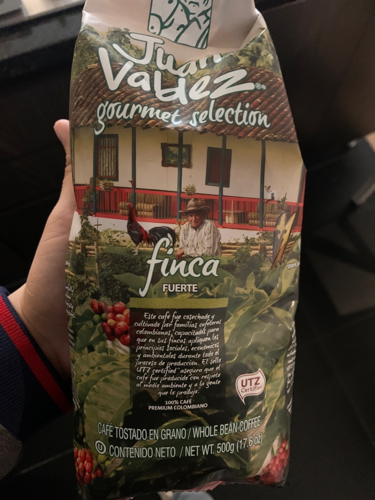 Juan
Valdez
gourmet selection
finca
FUERTE
Este café fue cosechado y
cultivado por familias cafeteras
colombianas, capacitadas para
que en sus fincas apliquen los
principios sociales, económicos
y ambientales durante todo el
proceso de producción. El sello
"UTZ certified" asegura que el
café fue producido con respeto
al medio ambiente y a la gente
que lo produjo.
100% CAFÉ
PREMIUM COLOMBIANO
UTZ
Certified
CAFÉ TOSTADO EN GRANO / WHOLE BEAN COFFEE
CONTENIDO NETO / NET WT. 500g (17.6 oz)